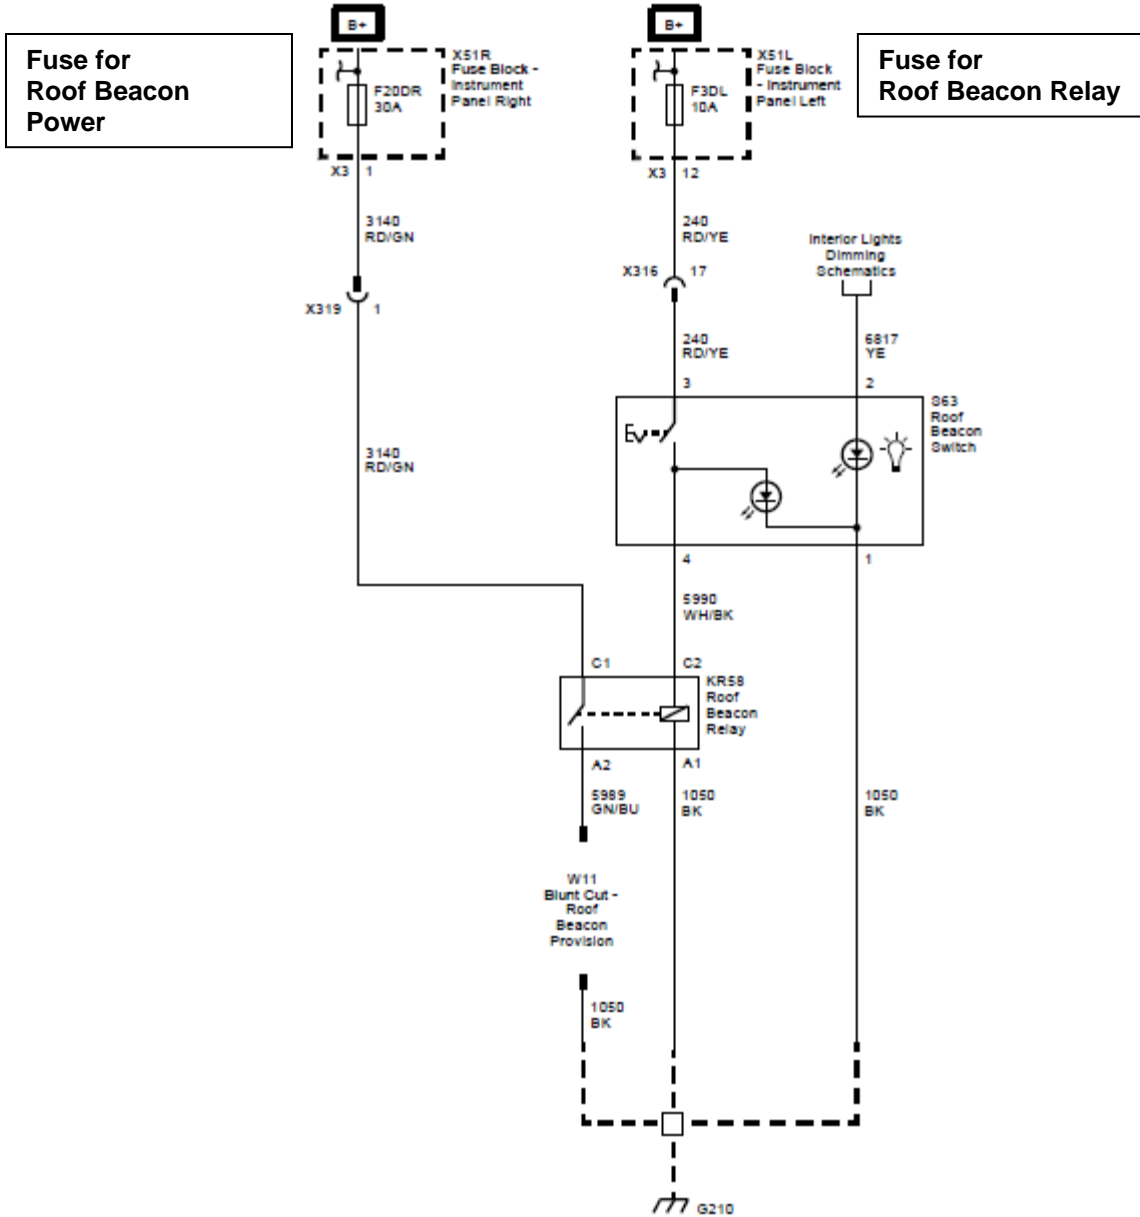 Fuse for
Roof Beacon
Power
B+
X51R
Fuse Block -
Instrument
Panel Right
F20DR
30A
X3 1
3140
RD/GN
X319 1
3140
RD/GN
B+
X51L
Fuse Block
- Instrument
Panel Left
F3DL
10A
X3 12
Fuse for
Roof Beacon Relay
240
RD/YE
X316 17
240
RD/YE
3
Interior Lights
Dimming
Schematics
6817
YE
2
S63
Roof
Beacon
Switch
4
1
5990
WH/BK
C1
C2
KR58
Roof
Beacon
Relay
A2
A1
5989
GN/BU
1050
BK
1050
BK
W11
Blunt Cut -
Roof
Beacon
Provision
1050
BK
G210